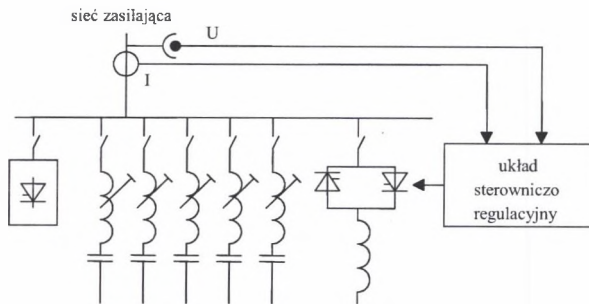 sieć zasilająca
U
I
układ
sterowniczo
regulacyjny